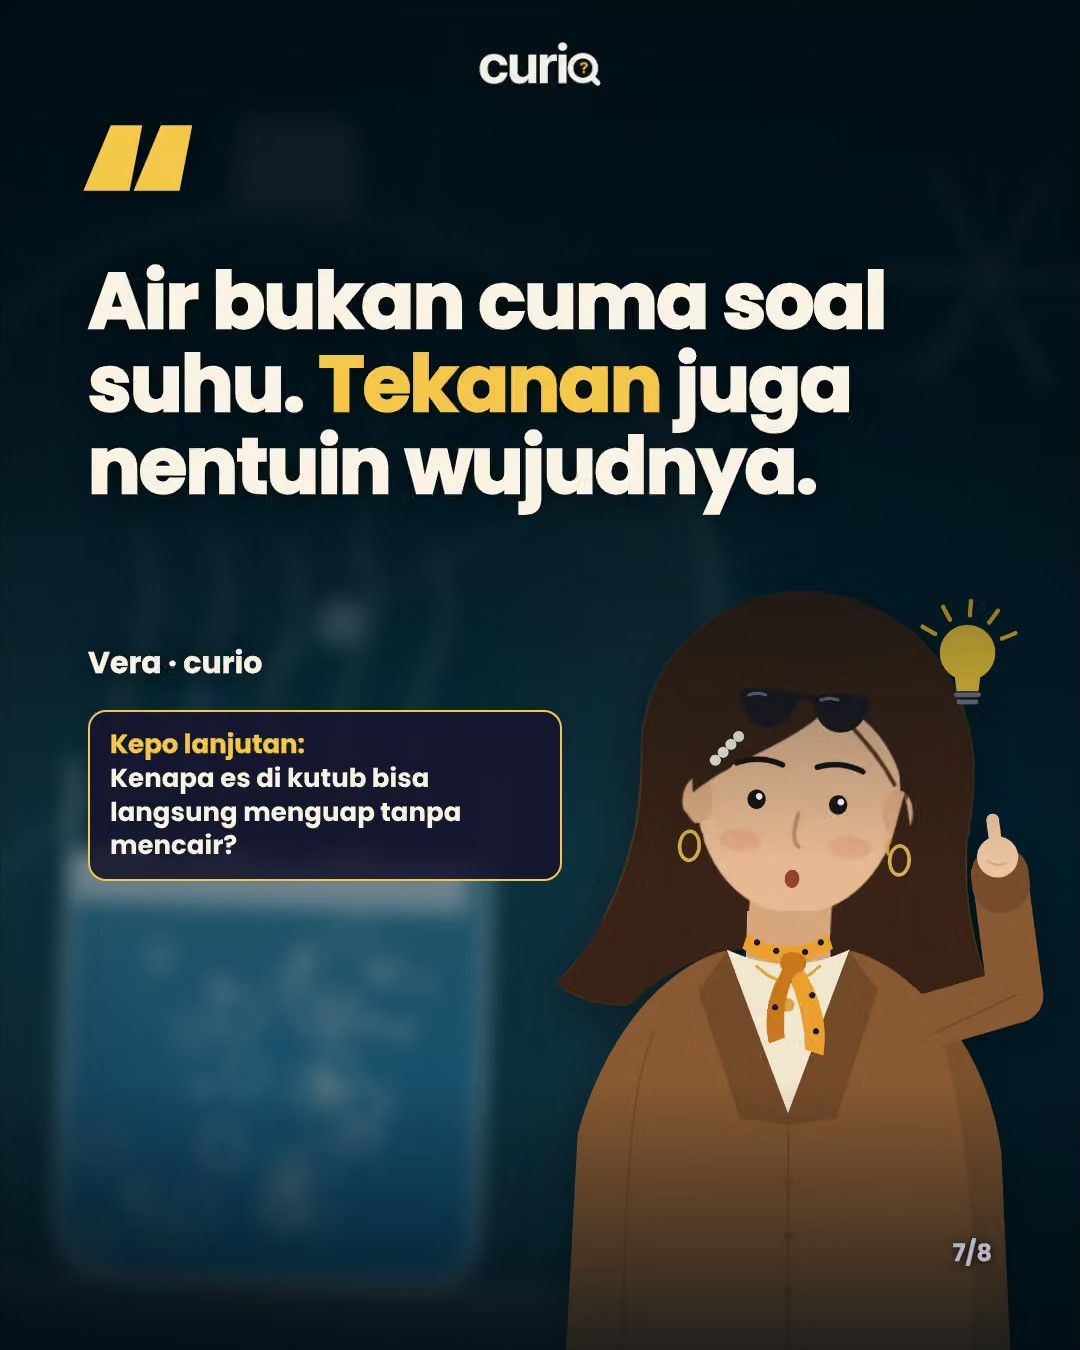 curio
Air bukan cuma soal
suhu. Tekanan juga
nentuin wujudnya.
Vera · curio
Kepo lanjutan:
Kenapa es di kutub bisa
langsung menguap tanpa
mencair?
7/8